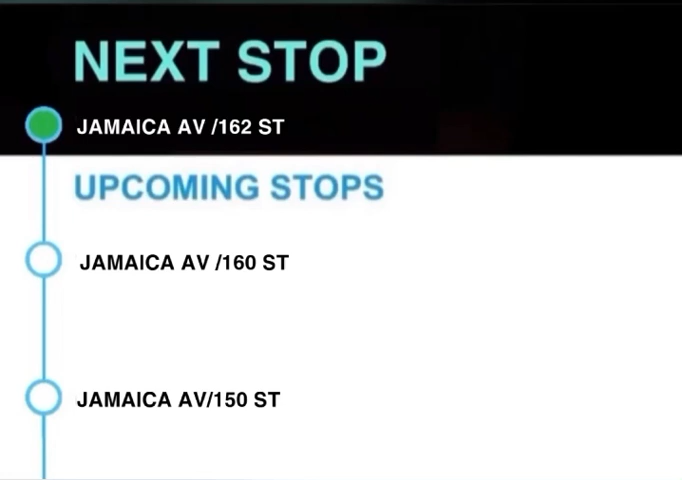 NEXT STOP
JAMAICA AV /162 ST
UPCOMING STOPS
JAMAICA AV /160 ST
JAMAICA AV/150 ST